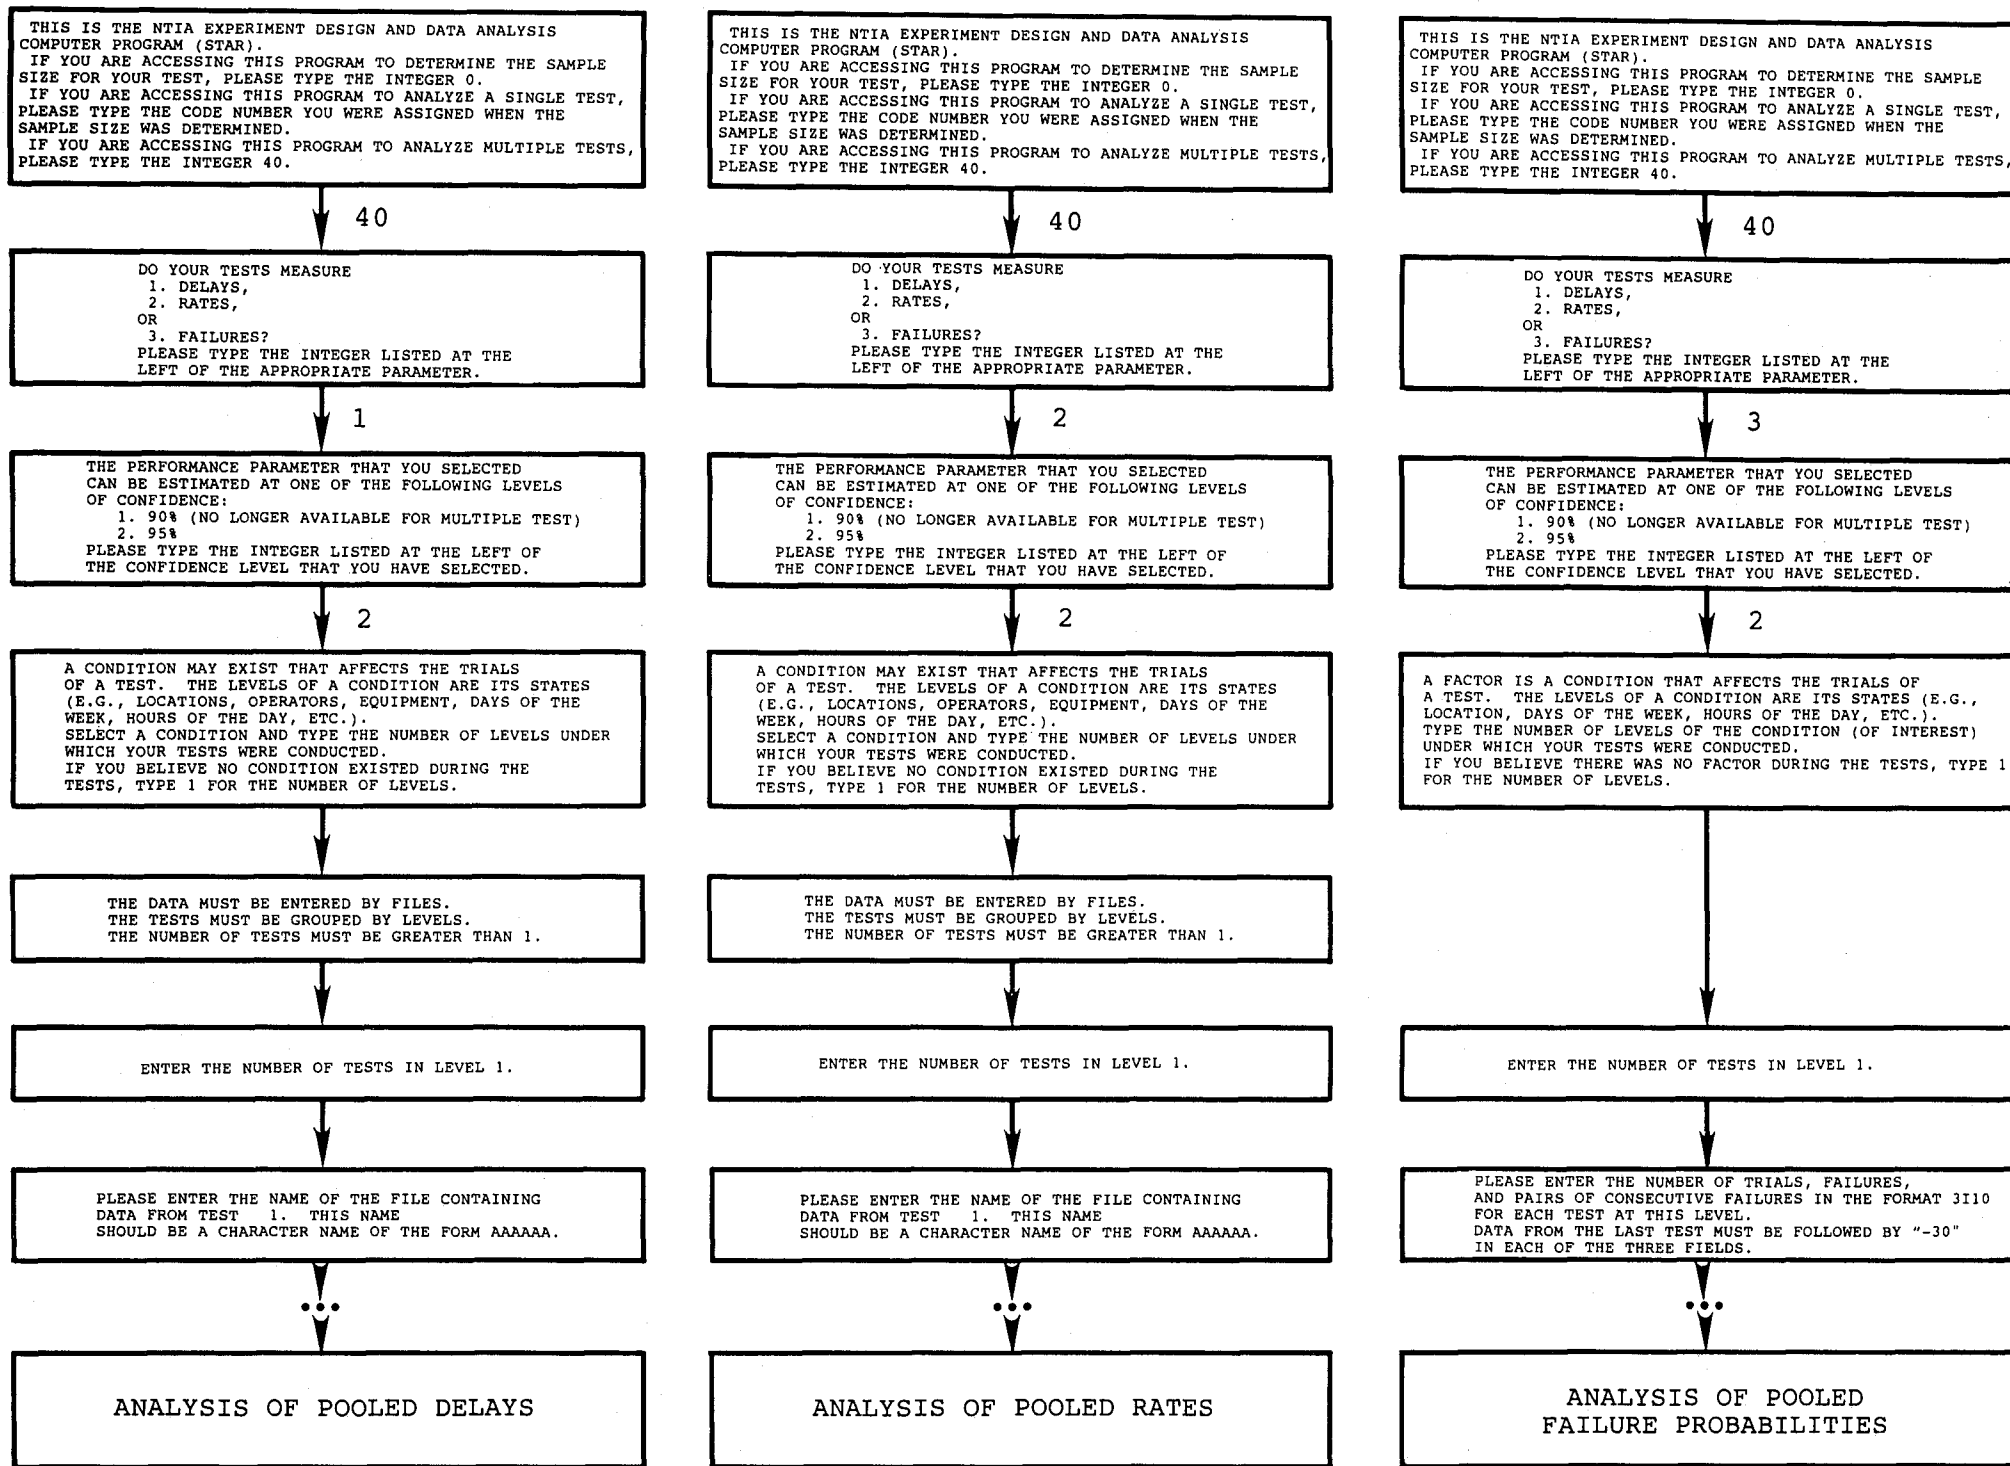 THIS IS THE NTIA EXPERIMENT DESIGN AND DATA ANALYSIS
COMPUTER PROGRAM (STAR).
IF YOU ARE ACCESSING THIS PROGRAM TO DETERMINE THE SAMPLE
SIZE FOR YOUR TEST, PLEASE TYPE THE INTEGER 0.
IF YOU ARE ACCESSING THIS PROGRAM TO ANALYZE A SINGLE TEST,
PLEASE TYPE THE CODE NUMBER YOU WERE ASSIGNED WHEN THE
SAMPLE SIZE WAS DETERMINED.
IF YOU ARE ACCESSING THIS PROGRAM TO ANALYZE MULTIPLE TESTS,
PLEASE TYPE THE INTEGER 40.
40
DO YOUR TESTS MEASURE
1. DELAYS,
2. RATES,
OR
3. FAILURES?
PLEASE TYPE THE INTEGER LISTED AT THE
LEFT OF THE APPROPRIATE PARAMETER.
1
THE PERFORMANCE PARAMETER THAT YOU SELECTED
CAN BE ESTIMATED AT ONE OF THE FOLLOWING LEVELS
OF CONFIDENCE:
1. 90% (NO LONGER AVAILABLE FOR MULTIPLE TEST)
2. 95%
PLEASE TYPE THE INTEGER LISTED AT THE LEFT OF
THE CONFIDENCE LEVEL THAT YOU HAVE SELECTED.
2
A CONDITION MAY EXIST THAT AFFECTS THE TRIALS
OF A TEST. THE LEVELS OF A CONDITION ARE ITS STATES
(E.G., LOCATIONS, OPERATORS, EQUIPMENT, DAYS OF THE
WEEK, HOURS OF THE DAY, ETC.).
SELECT A CONDITION AND TYPE THE NUMBER OF LEVELS UNDER
WHICH YOUR TESTS WERE CONDUCTED.
IF YOU BELIEVE NO CONDITION EXISTED DURING THE
TESTS, TYPE 1 FOR THE NUMBER OF LEVELS.
THE DATA MUST BE ENTERED BY FILES.
THE TESTS MUST BE GROUPED BY LEVELS.
THE NUMBER OF TESTS MUST BE GREATER THAN 1.
ENTER THE NUMBER OF TESTS IN LEVEL 1.
PLEASE ENTER THE NAME OF THE FILE CONTAINING
DATA FROM TEST 1. THIS NAME
SHOULD BE A CHARACTER NAME OF THE FORM AAAAAA.
ANALYSIS OF POOLED DELAYS
THIS IS THE NTIA EXPERIMENT DESIGN AND DATA ANALYSIS
COMPUTER PROGRAM (STAR).
IF YOU ARE ACCESSING THIS PROGRAM TO DETERMINE THE SAMPLE
SIZE FOR YOUR TEST, PLEASE TYPE THE INTEGER 0.
IF YOU ARE ACCESSING THIS PROGRAM TO ANALYZE A SINGLE TEST,
PLEASE TYPE THE CODE NUMBER YOU WERE ASSIGNED WHEN THE
SAMPLE SIZE WAS DETERMINED.
IF YOU ARE ACCESSING THIS PROGRAM TO ANALYZE MULTIPLE TESTS,
PLEASE TYPE THE INTEGER 40.
40
DO YOUR TESTS MEASURE
1. DELAYS,
2. RATES,
OR
3. FAILURES?
PLEASE TYPE THE INTEGER LISTED AT THE
LEFT OF THE APPROPRIATE PARAMETER.
2
THE PERFORMANCE PARAMETER THAT YOU SELECTED
CAN BE ESTIMATED AT ONE OF THE FOLLOWING LEVELS
OF CONFIDENCE:
1. 90% (NO LONGER AVAILABLE FOR MULTIPLE TEST)
2. 95%
PLEASE TYPE THE INTEGER LISTED AT THE LEFT OF
THE CONFIDENCE LEVEL THAT YOU HAVE SELECTED.
2
A CONDITION MAY EXIST THAT AFFECTS THE TRIALS
OF A TEST. THE LEVELS OF A CONDITION ARE ITS STATES
(E.G., LOCATIONS, OPERATORS, EQUIPMENT, DAYS OF THE
WEEK, HOURS OF THE DAY, ETC.).
SELECT A CONDITION AND TYPE THE NUMBER OF LEVELS UNDER
WHICH YOUR TESTS WERE CONDUCTED.
IF YOU BELIEVE NO CONDITION EXISTED DURING THE
TESTS, TYPE 1 FOR THE NUMBER OF LEVELS.
THE DATA MUST BE ENTERED BY FILES.
THE TESTS MUST BE GROUPED BY LEVELS.
THE NUMBER OF TESTS MUST BE GREATER THAN 1.
ENTER THE NUMBER OF TESTS IN LEVEL 1.
PLEASE ENTER THE NAME OF THE FILE CONTAINING
DATA FROM TEST 1. THIS NAME
SHOULD BE A CHARACTER NAME OF THE FORM AAAAAA.
ANALYSIS OF POOLED RATES
THIS IS THE NTIA EXPERIMENT DESIGN AND DATA ANALYSIS
COMPUTER PROGRAM (STAR).
IF YOU ARE ACCESSING THIS PROGRAM TO DETERMINE THE SAMPLE
SIZE FOR YOUR TEST, PLEASE TYPE THE INTEGER 0.
IF YOU ARE ACCESSING THIS PROGRAM TO ANALYZE A SINGLE TEST,
PLEASE TYPE THE CODE NUMBER YOU WERE ASSIGNED WHEN THE
SAMPLE SIZE WAS DETERMINED.
IF YOU ARE ACCESSING THIS PROGRAM TO ANALYZE MULTIPLE TESTS,
PLEASE TYPE THE INTEGER 40.
40
DO YOUR TESTS MEASURE
1. DELAYS,
2. RATES,
OR
3. FAILURES?
PLEASE TYPE THE INTEGER LISTED AT THE
LEFT OF THE APPROPRIATE PARAMETER.
3
THE PERFORMANCE PARAMETER THAT YOU SELECTED
CAN BE ESTIMATED AT ONE OF THE FOLLOWING LEVELS
OF CONFIDENCE:
1. 90% (NO LONGER AVAILABLE FOR MULTIPLE TEST)
2. 95%
PLEASE TYPE THE INTEGER LISTED AT THE LEFT OF
THE CONFIDENCE LEVEL THAT YOU HAVE SELECTED.
2
A FACTOR IS A CONDITION THAT AFFECTS THE TRIALS OF
A TEST. THE LEVELS OF A CONDITION ARE ITS STATES (E.G.,
LOCATION, DAYS OF THE WEEK, HOURS OF THE DAY, ETC.).
TYPE THE NUMBER OF LEVELS OF THE CONDITION (OF INTEREST)
UNDER WHICH YOUR TESTS WERE CONDUCTED.
IF YOU BELIEVE THERE WAS NO FACTOR DURING THE TESTS, TYPE 1
FOR THE NUMBER OF LEVELS.
ENTER THE NUMBER OF TESTS IN LEVEL 1.
PLEASE ENTER THE NUMBER OF TRIALS, FAILURES,
AND PAIRS OF CONSECUTIVE FAILURES IN THE FORMAT 3I10
FOR EACH TEST AT THIS LEVEL.
DATA FROM THE LAST TEST MUST BE FOLLOWED BY "-30"
IN EACH OF THE THREE FIELDS.
ANALYSIS OF POOLED
FAILURE PROBABILITIES